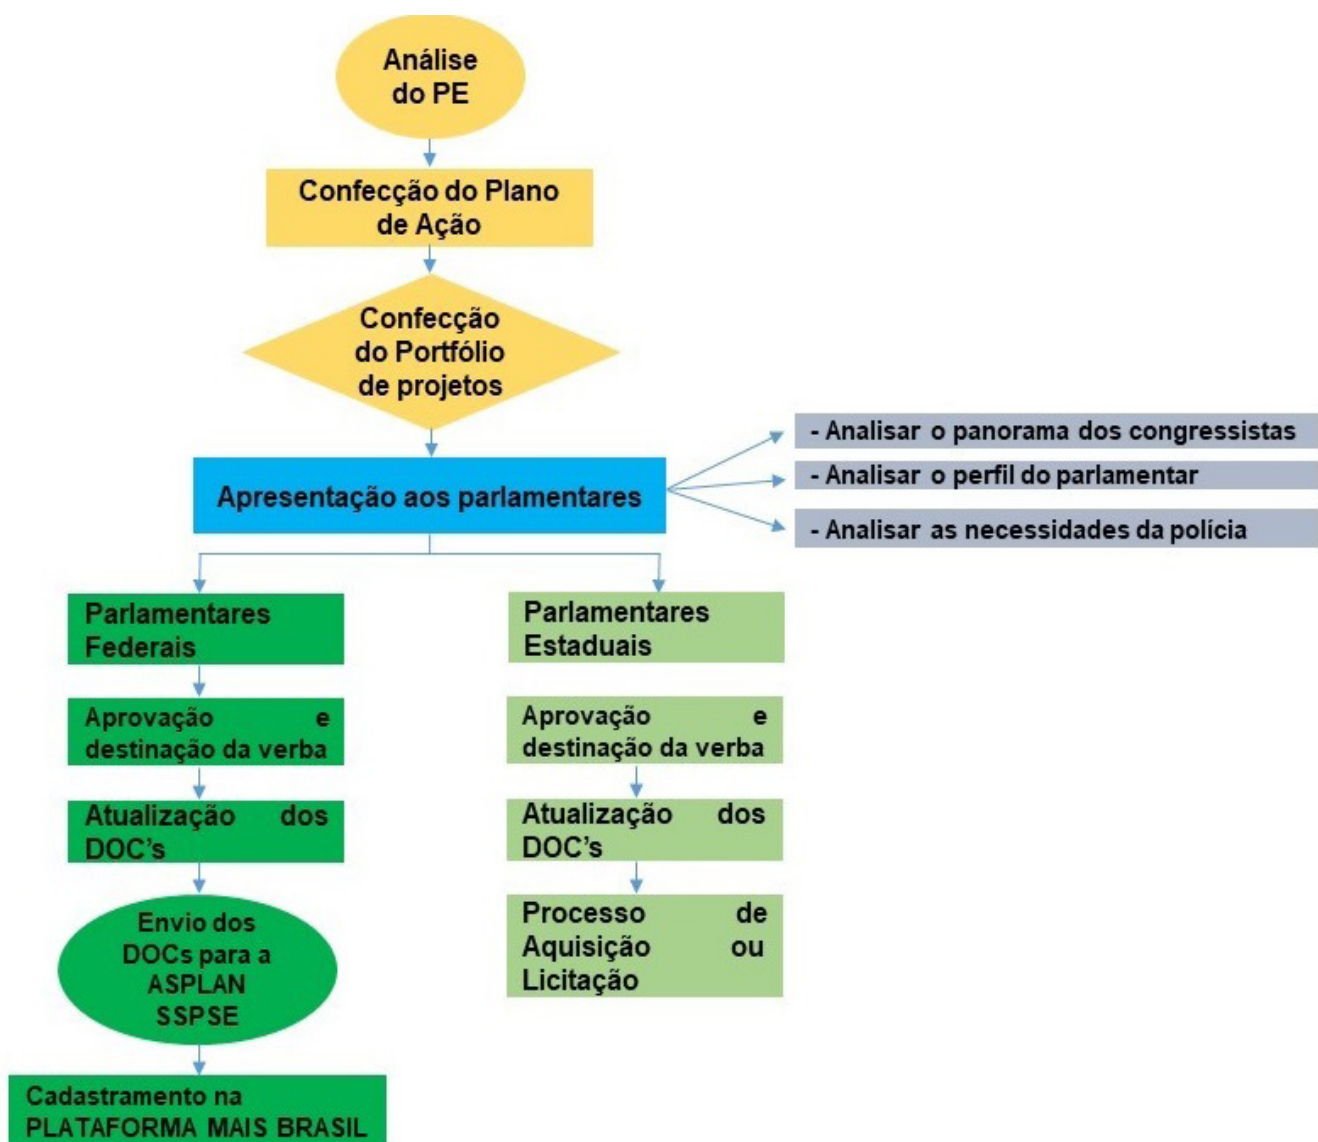 Análise
do PE
Confecção do Plano
de Ação
Confecção
do Portfólio
de projetos
Apresentação aos parlamentares
- Analisar o panorama dos congressistas
- Analisar o perfil do parlamentar
- Analisar as necessidades da polícia
Parlamentares
Federais
Aprovação e
destinação da verba
Atualização dos
DOC's
Envio dos
DOCs para a
ASPLAN
SSPSE
Cadastramento na
PLATAFORMA MAIS BRASIL
Parlamentares
Estaduais
Aprovação e
destinação da verba
Atualização dos
DOC's
Processo de
Aquisição ou
Licitação